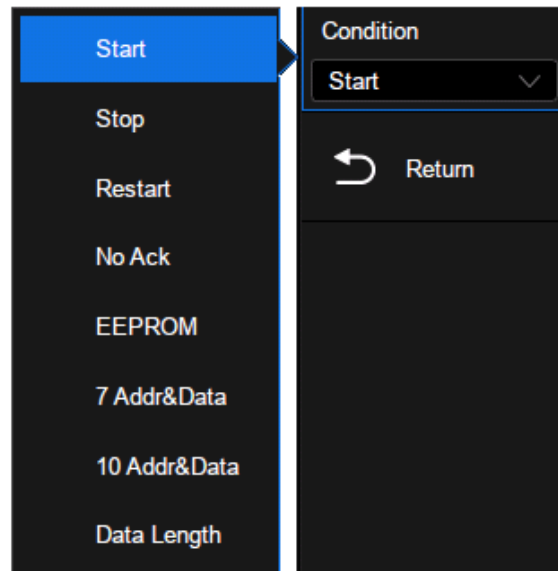 Start
Stop
Restart
No Ack
EEPROM
7 Addr&Data
10 Addr&Data
Data Length
Condition
Start
Return